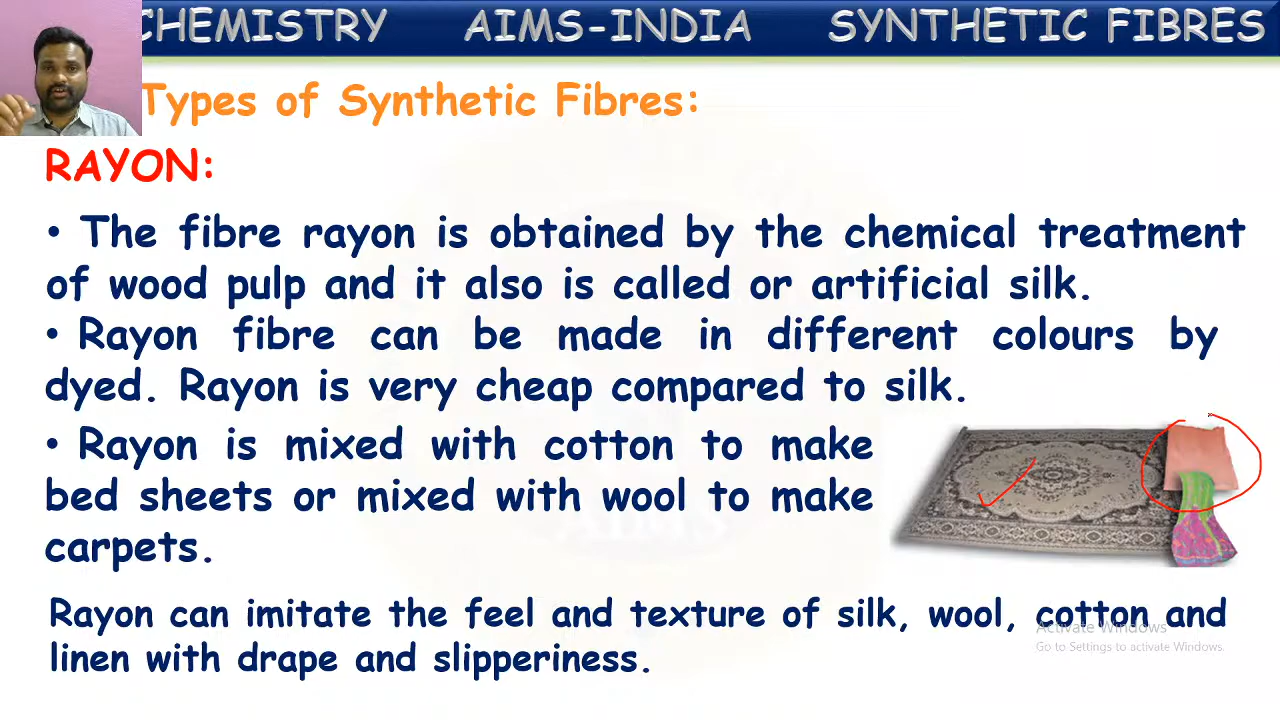 CHEMISTRY AIMS-INDIA SYNTHETIC FIBRES
Types of Synthetic Fibres:
RAYON:
• The fibre rayon is obtained by the chemical treatment
of wood pulp and it also is called or artificial silk.
• Rayon fibre can be made in different colours by
dyed. Rayon is very cheap compared to silk.
• Rayon is mixed with cotton to make
bed sheets or mixed with wool to make
carpets.
AIMS
Rayon can imitate the feel and texture of silk, wool, cotton and
linen with drape and slipperiness.
Activate Windows
Go to Settings to activate Windows.